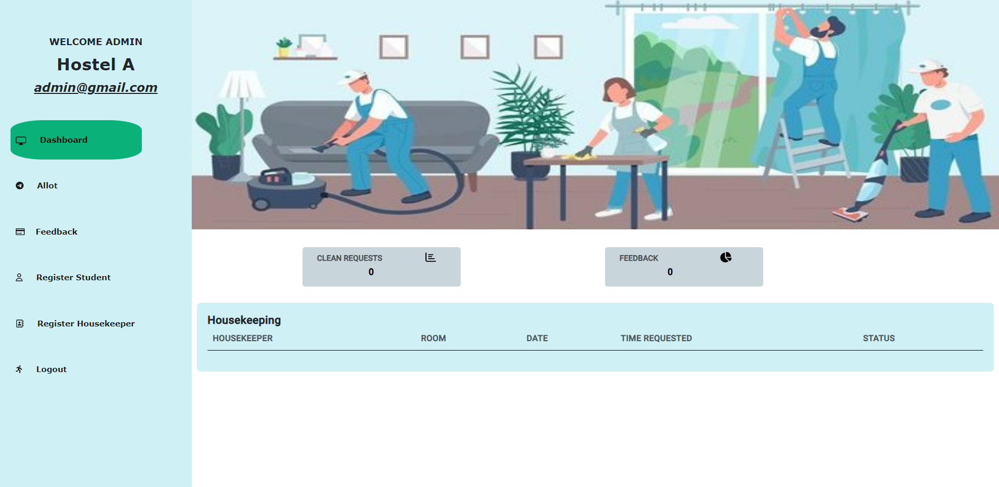 WELCOME ADMIN
Hostel A
admin@gmail.com
Dashboard
Allot
Feedback
Register Student
Register Housekeeper
Logout
CLEAN REQUESTS
0
FEEDBACK
0
Housekeeping
HOUSEKEEPER ROOM DATE TIME REQUESTED STATUS